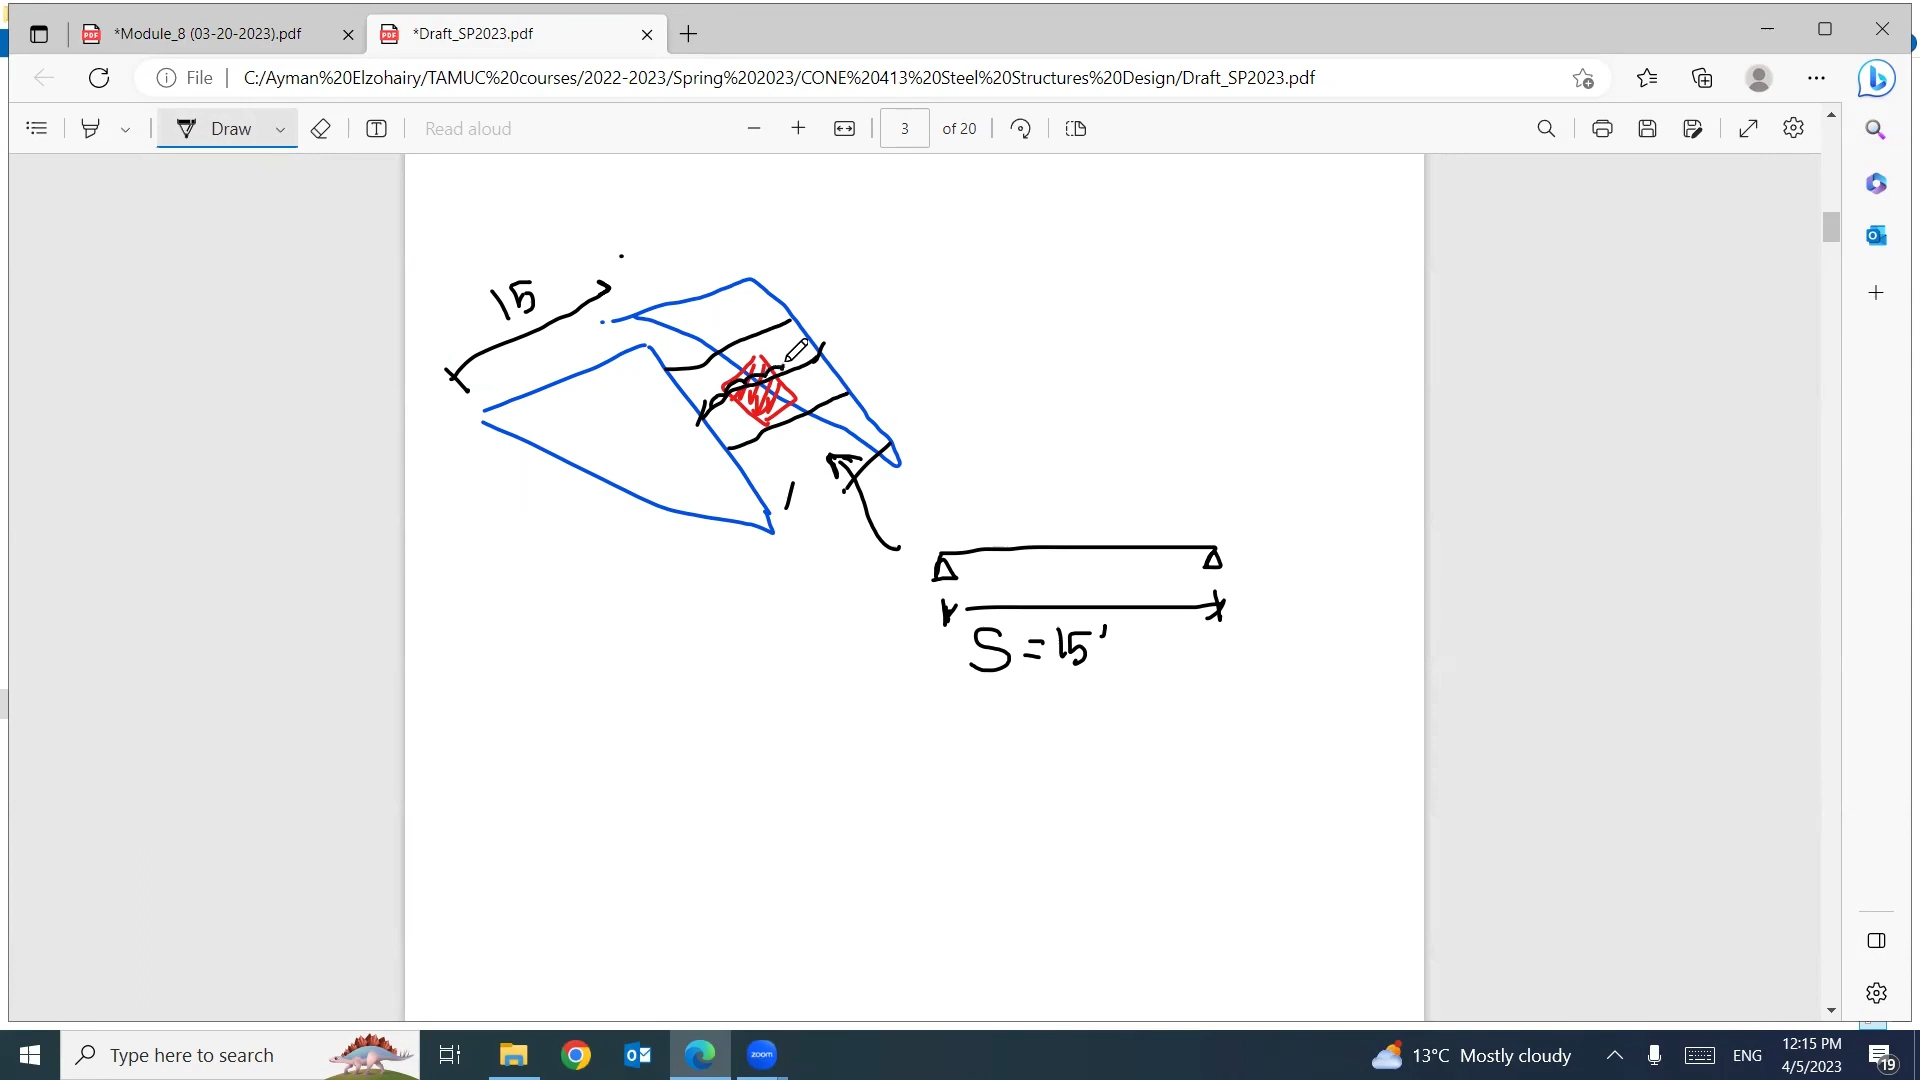 *Module_8 (03-20-2023).pdf
*Draft_SP2023.pdf
File C:/Ayman%20Elzohairy/TAMUC%20courses/2022-2023/Spring%202023/CONE%20413%20Steel%20Structures%20Design/Draft_SP2023.pdf
Draw
Read aloud
3 of 20
15
S = 15'
Type here to search
zoom
13°C Mostly cloudy
ENG
12:15 PM
4/5/2023
19